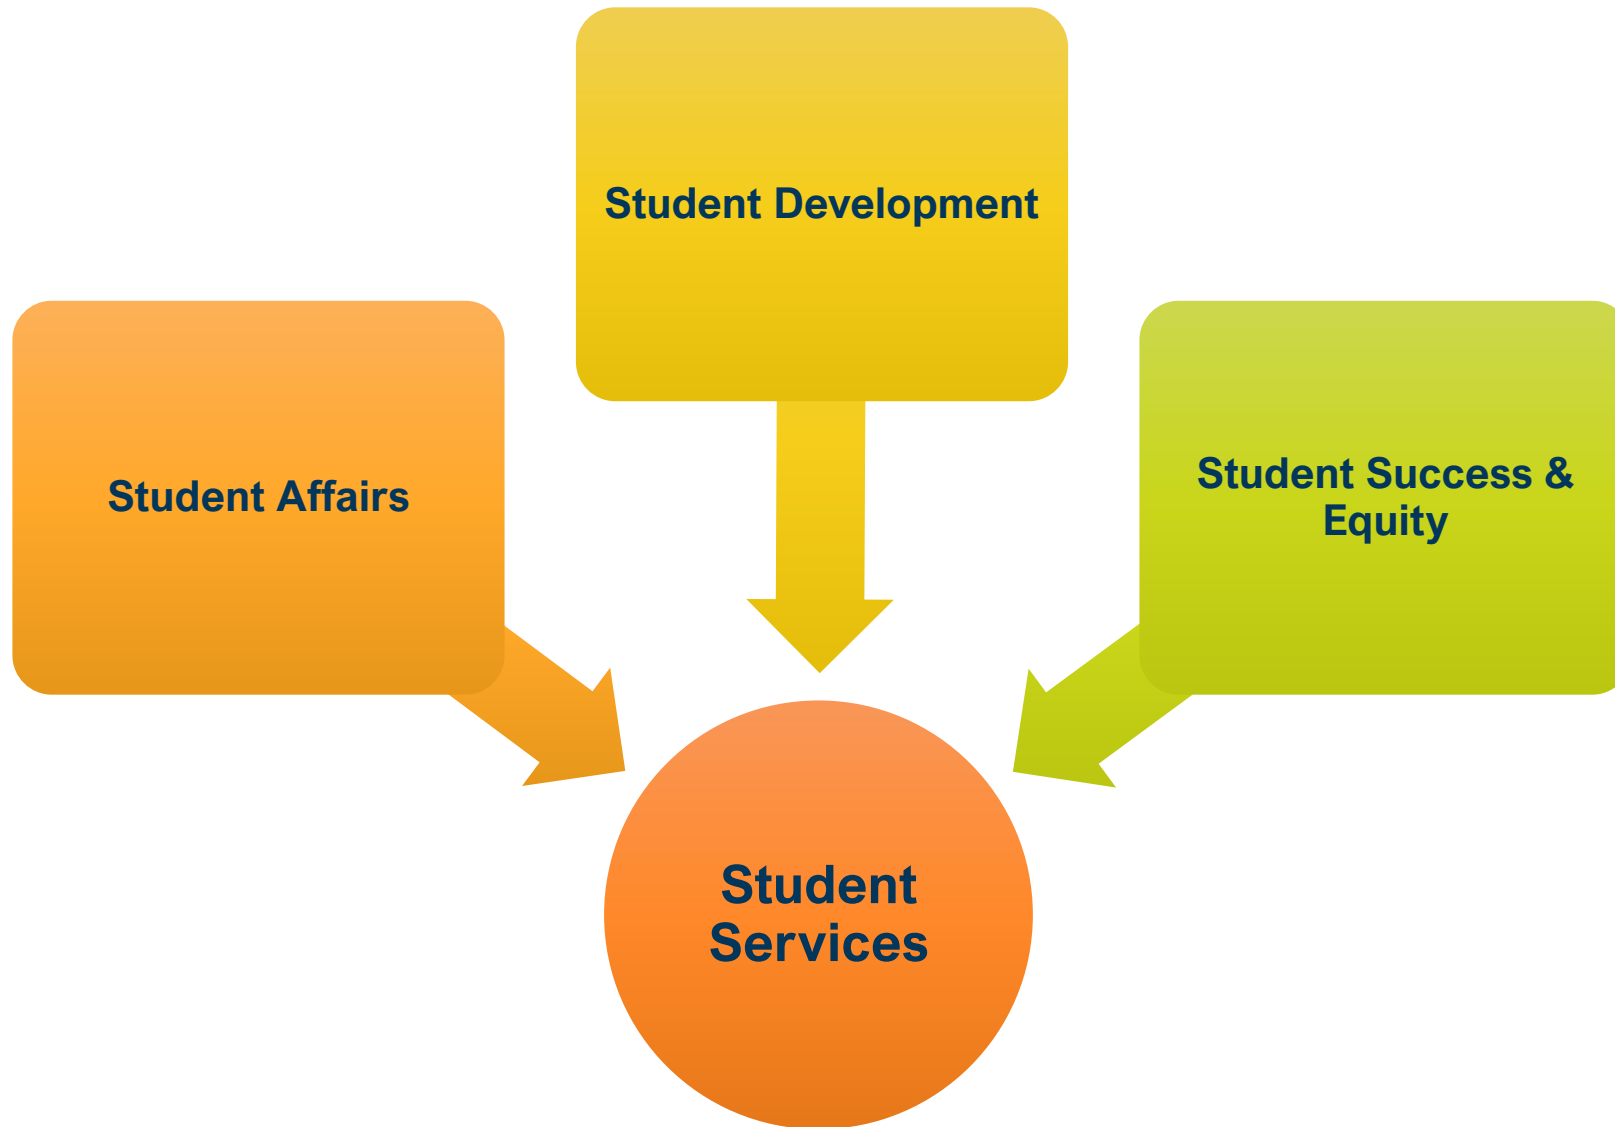 Student Development
Student Affairs
Student Success &
Equity
Student
Services